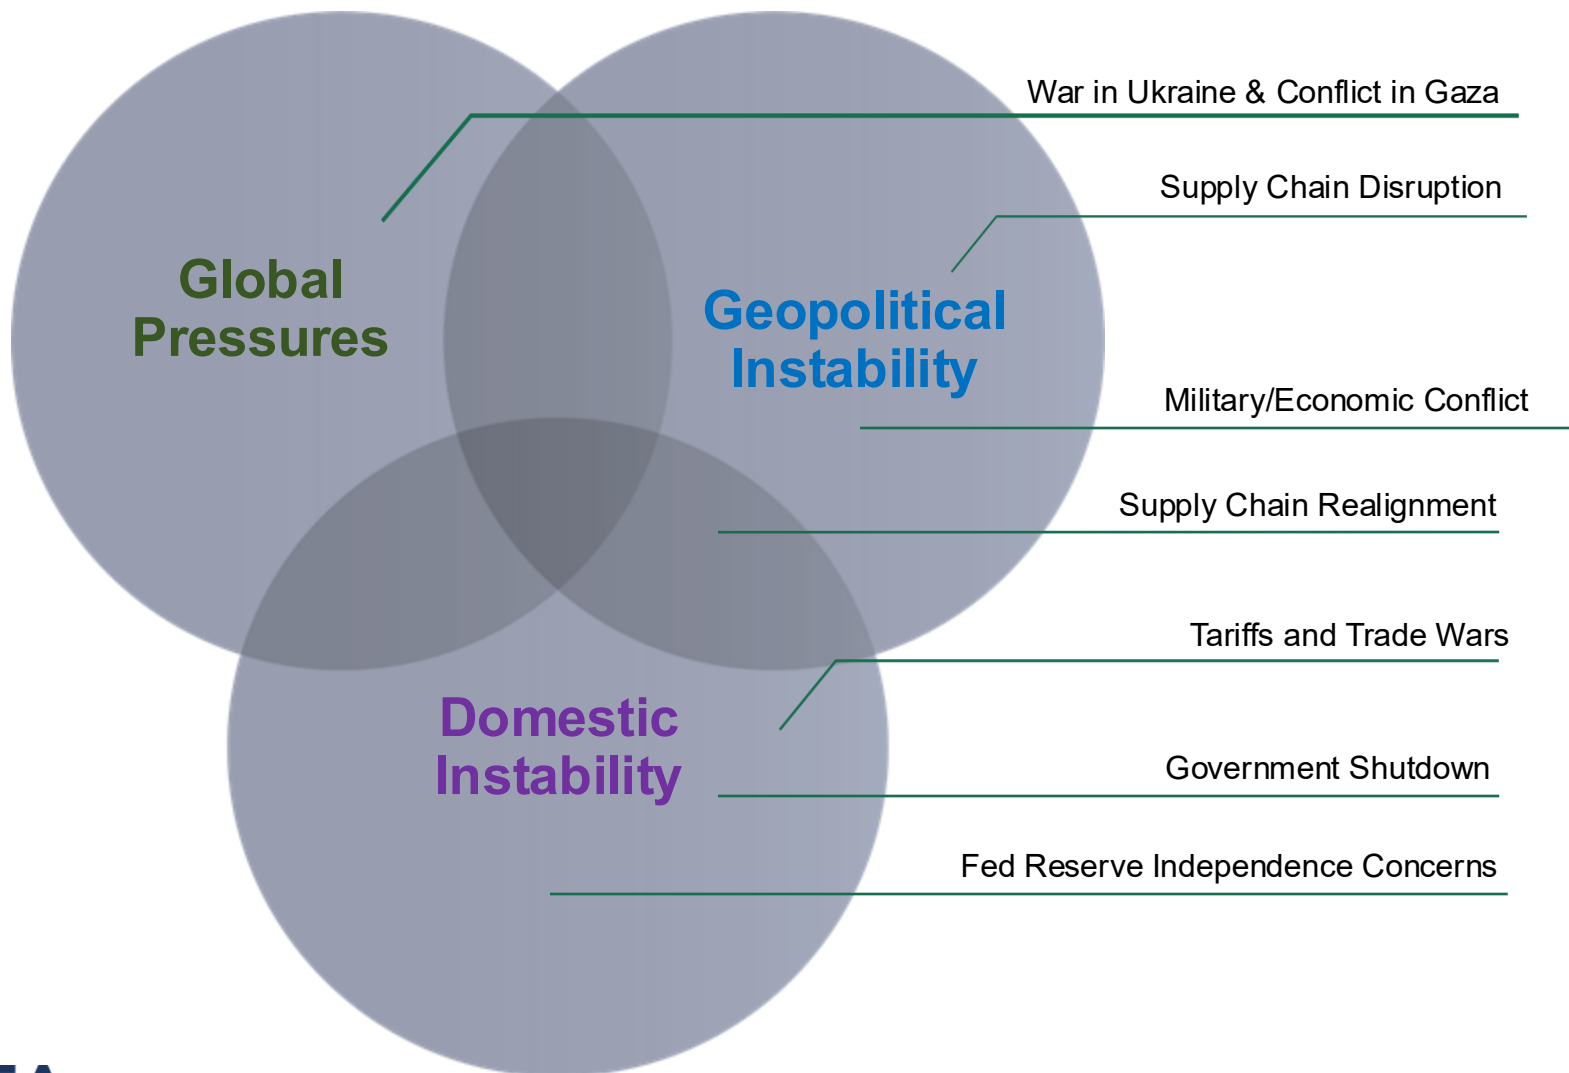 War in Ukraine & Conflict in Gaza
Supply Chain Disruption
Global
Pressures
Geopolitical
Instability
Military/Economic Conflict
Supply Chain Realignment
Tariffs and Trade Wars
Domestic
Instability
Government Shutdown
Fed Reserve Independence Concerns